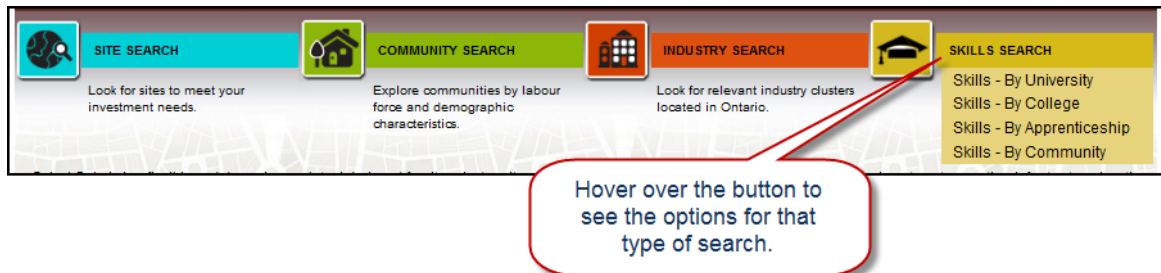 SITE SEARCH
Look for sites to meet your
investment needs.
COMMUNITY SEARCH
Explore communities by labour
force and demographic
characteristics.
INDUSTRY SEARCH
Look for relevant industry clusters
located in Ontario.
SKILLS SEARCH
Skills - By University
Skills - By College
Skills - By Apprenticeship
Skills - By Community
Hover over the button to
see the options for that
type of search.